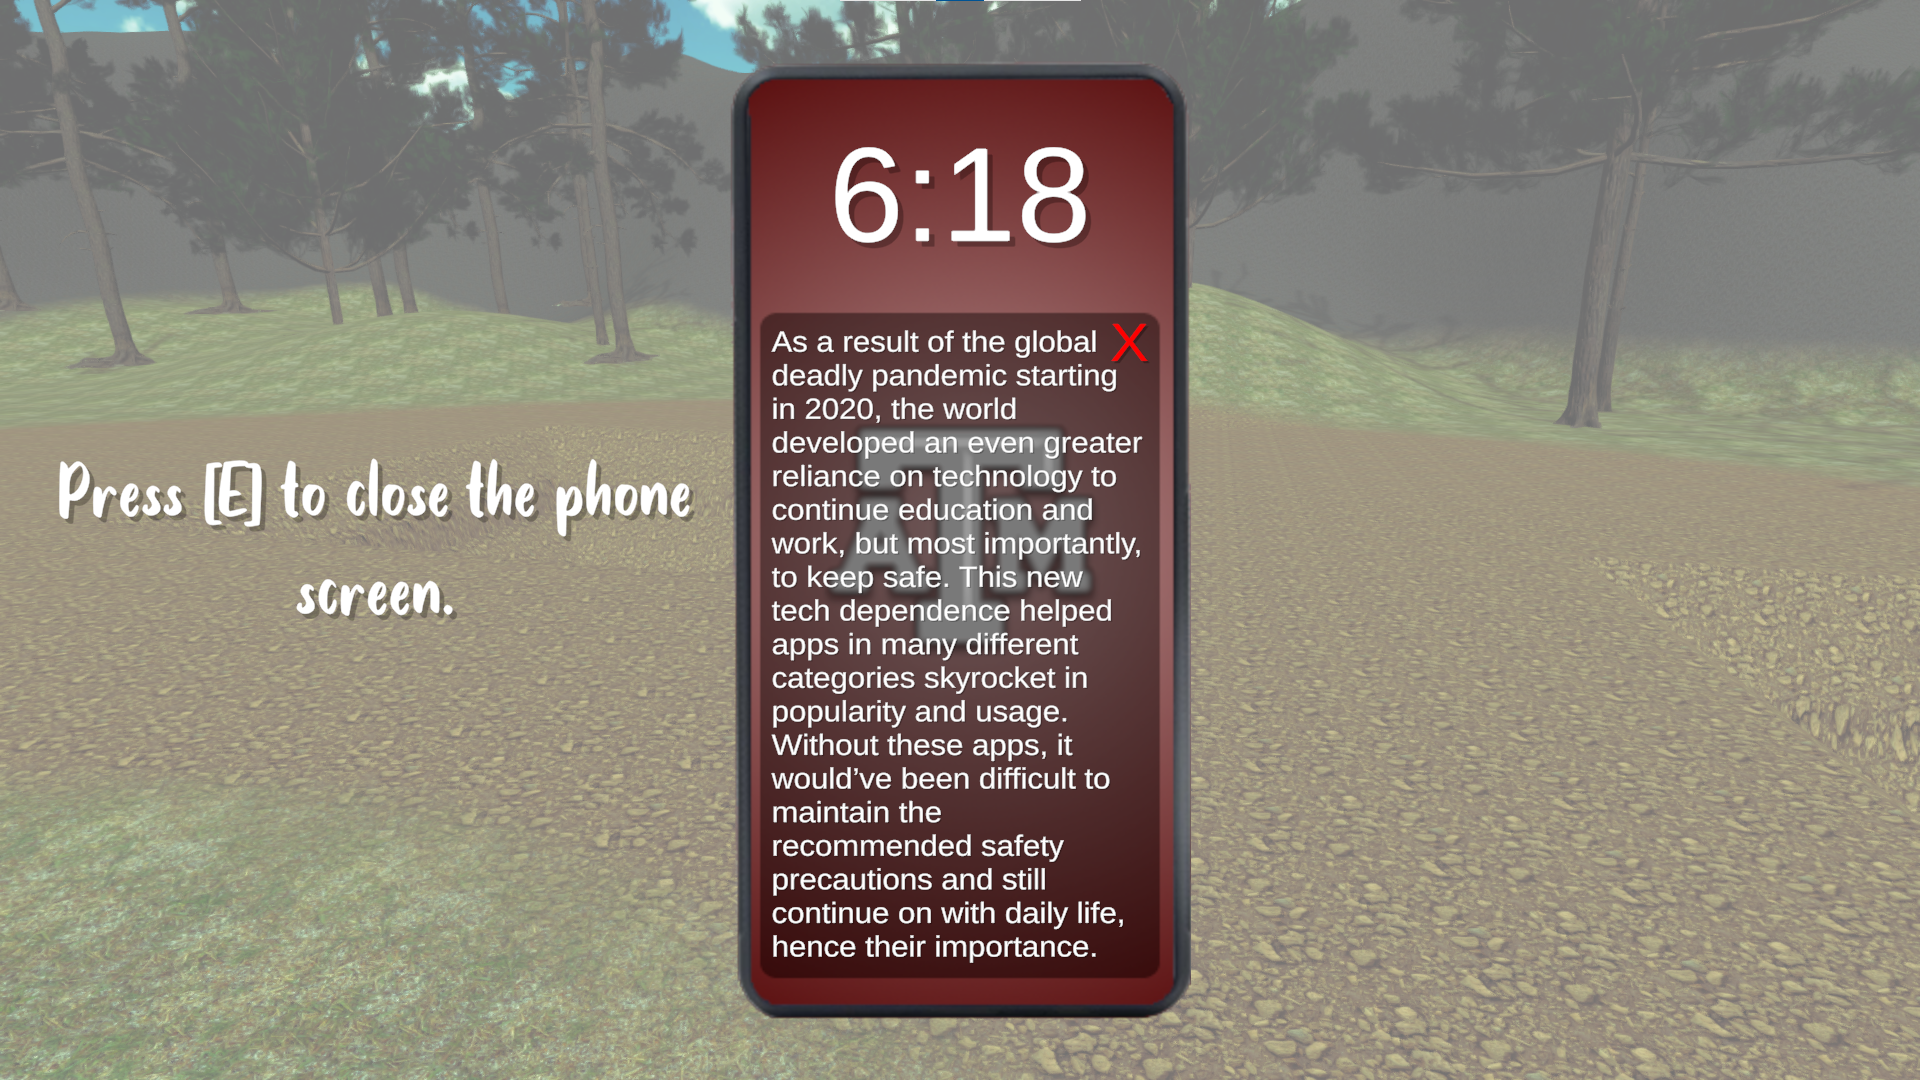 6:18
As a result of the global X
deadly pandemic starting
in 2020, the world
developed an even greater
reliance on technology to
continue education and
work, but most importantly,
to keep safe. This new
tech dependence helped
apps in many different
categories skyrocket in
popularity and usage.
Without these apps, it
would’ve been difficult to
maintain the
recommended safety
precautions and still
continue on with daily life,
hence their importance.
ATM
Press [E] to close the phone
screen.